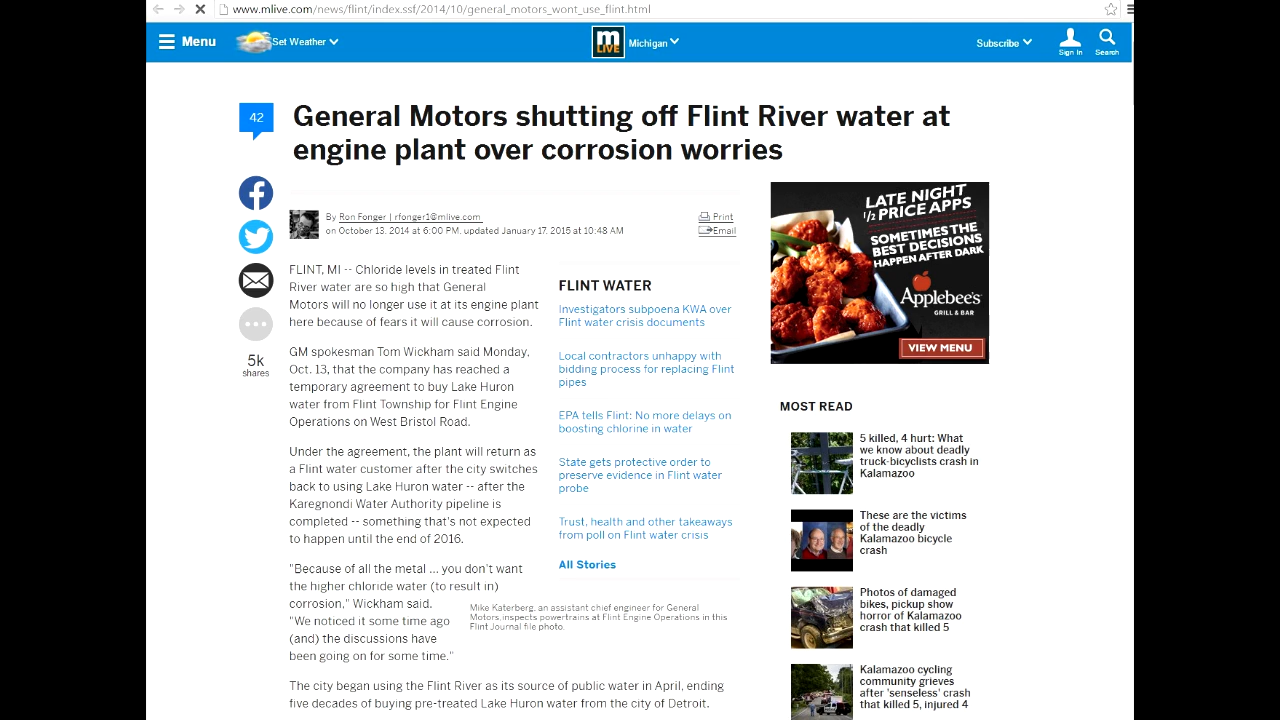 www.mlive.com/news/flint/index.ssf/2014/10/general_motors_wont_use_flint.html
Menu
Set Weather
m
LIVE
Michigan
Subscribe
Sign In
Search
42
General Motors shutting off Flint River water at
engine plant over corrosion worries
By Ron Fonger | rfonger1@mlive.com
on October 13, 2014 at 6:00 PM, updated January 17, 2015 at 10:48 AM
Print
Email
5k
shares
FLINT, MI -- Chloride levels in treated Flint
River water are so high that General
Motors will no longer use it at its engine plant
here because of fears it will cause corrosion.
GM spokesman Tom Wickham said Monday,
Oct. 13, that the company has reached a
temporary agreement to buy Lake Huron
water from Flint Township for Flint Engine
Operations on West Bristol Road.
Under the agreement, the plant will return as
a Flint water customer after the city switches
back to using Lake Huron water -- after the
Karegnondi Water Authority pipeline is
completed -- something that's not expected
to happen until the end of 2016.
"Because of all the metal ... you don't want
the higher chloride water (to result in)
corrosion," Wickham said.
"We noticed it some time ago
(and) the discussions have
been going on for some time."
The city began using the Flint River as its source of public water in April, ending
five decades of buying pre-treated Lake Huron water from the city of Detroit.
FLINT WATER
Investigators subpoena KWA over
Flint water crisis documents
Local contractors unhappy with
bidding process for replacing Flint
pipes
EPA tells Flint: No more delays on
boosting chlorine in water
State gets protective order to
preserve evidence in Flint water
probe
Trust, health and other takeaways
from poll on Flint water crisis
All Stories
Mike Katerberg, an assistant chief engineer for General
Motors, inspects powertrains at Flint Engine Operations in this
Flint Journal file photo.
LATE NIGHT
1/2 PRICE APPS
SOMETIMES THE
BEST DECISIONS
HAPPEN AFTER DARK
Applebee's
GRILL & BAR
VIEW MENU
MOST READ
5 killed, 4 hurt: What
we know about deadly
truck-bicyclists crash in
Kalamazoo
These are the victims
of the deadly
Kalamazoo bicycle
crash
Photos of damaged
bikes, pickup show
horror of Kalamazoo
crash that killed 5
Kalamazoo cycling
community grieves
after 'senseless' crash
that killed 5, injured 4